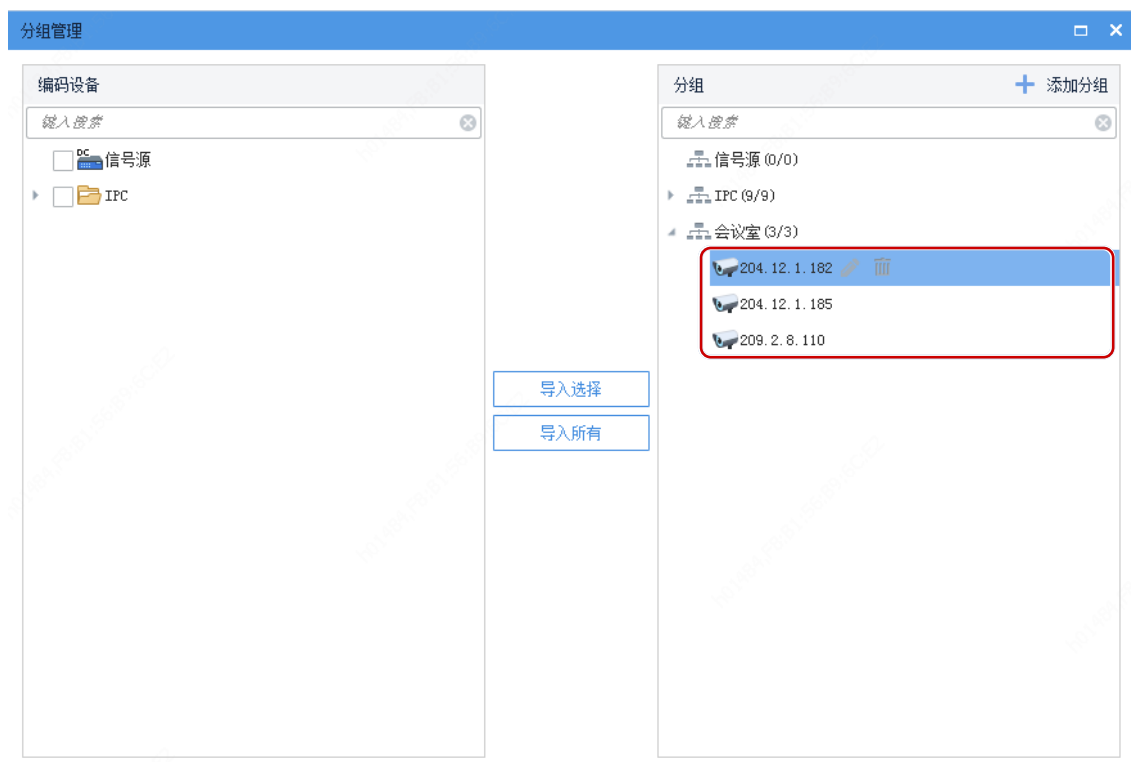 分组管理
编码设备
键入搜索
DC 信号源
IPC
导入选择
导入所有
分组
添加分组
键入搜索
信号源 (0/0)
IPC (9/9)
会议室 (3/3)
204.12.1.182
204.12.1.185
209.2.8.110